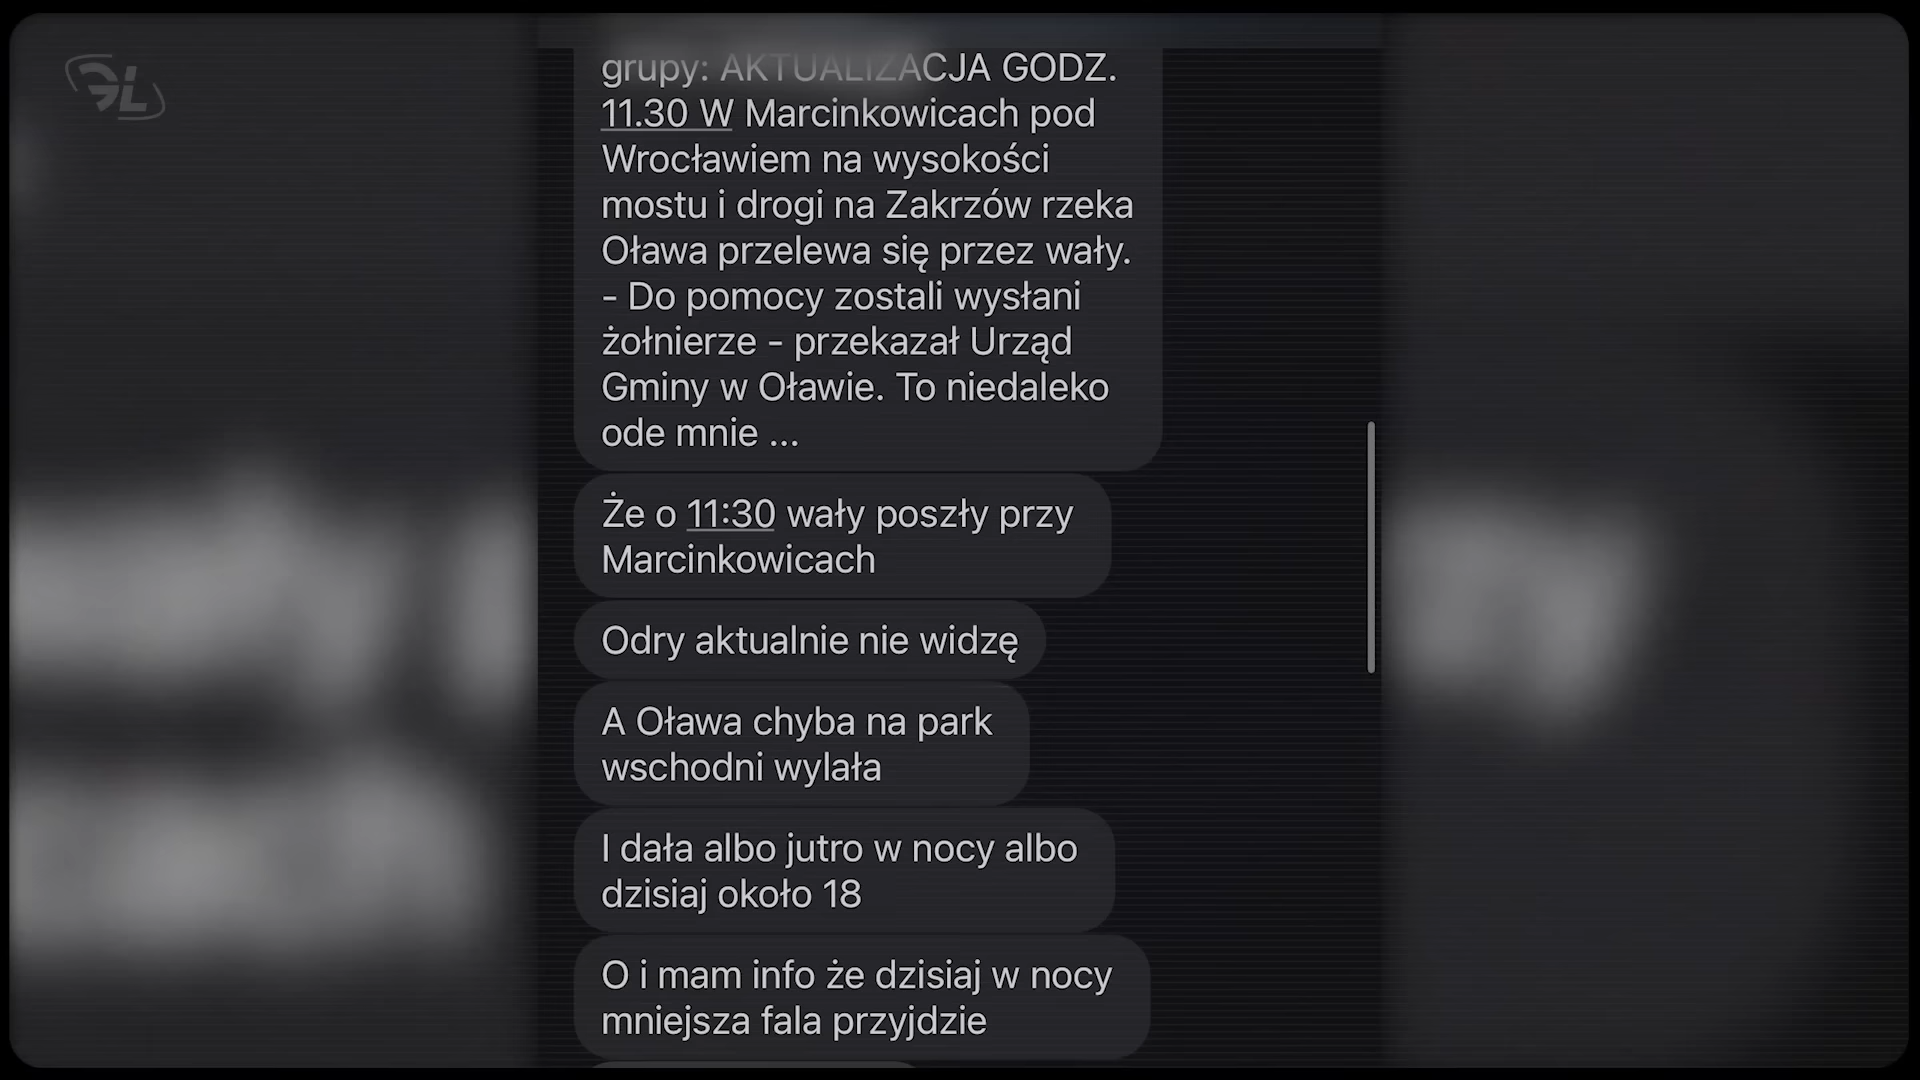 grupy: AKTUALIZACJA GODZ.
11.30 W Marcinkowicach pod
Wrocławiem na wysokości
mostu i drogi na Zakrzów rzeka
Oława przelewa się przez wały.
- Do pomocy zostali wysłani
żołnierze - przekazał Urząd
Gminy w Oławie. To niedaleko
ode mnie ...
Że o 11:30 wały poszły przy
Marcinkowicach
Odry aktualnie nie widzę
A Oława chyba na park
wschodni wylała
I dała albo jutro w nocy albo
dzisiaj około 18
O i mam info że dzisiaj w nocy
mniejsza fala przyjdzie